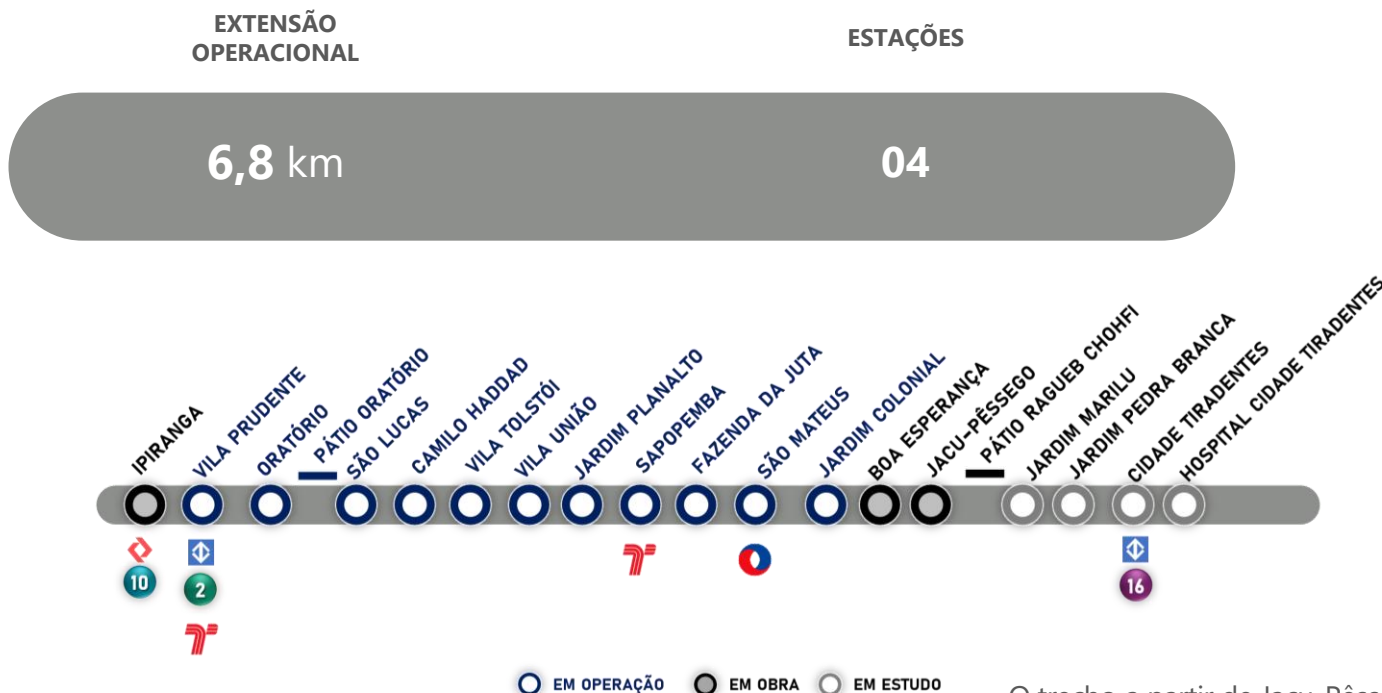 EXTENSÃO
OPERACIONAL
ESTAÇÕES
6,8 km
04
IPIRANGA
VILA PRUDENTE
ORATÓRIO
PÁTIO ORATÓRIO
SÃO LUCAS
CAMILO HADDAD
VILA TOLSTÓI
VILA UNIÃO
JARDIM PLANALTO
SAPOPEMBA
FAZENDA DA JUTA
SÃO MATEUS
JARDIM COLONIAL
BOA ESPERANÇA
JACU-PÊSSEGO
PÁTIO RAGUEB CHOHFI
JARDIM MARILU
JARDIM PEDRA BRANCA
CIDADE TIRADENTES
HOSPITAL CIDADE TIRADENTES
10
2
16
EM OPERAÇÃO
EM OBRA
EM ESTUDO